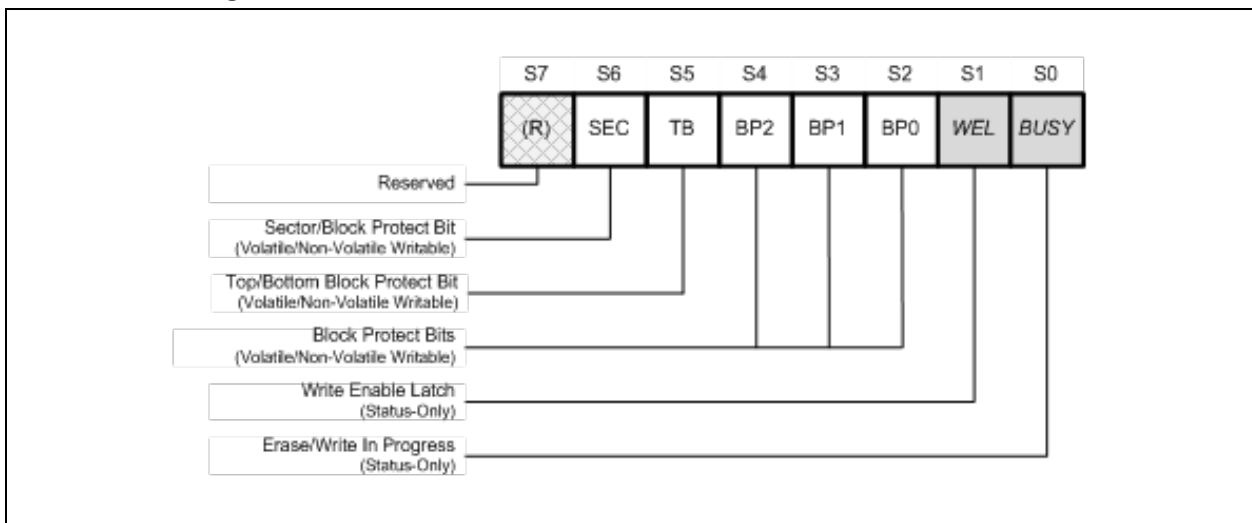 S7 S6 S5 S4 S3 S2 S1 S0
(R) SEC TB BP2 BP1 BP0 WEL BUSY
Reserved
Sector/Block Protect Bit
(Volatile/Non-Volatile Writable)
Top/Bottom Block Protect Bit
(Volatile/Non-Volatile Writable)
Block Protect Bits
(Volatile/Non-Volatile Writable)
Write Enable Latch
(Status-Only)
Erase/Write In Progress
(Status-Only)